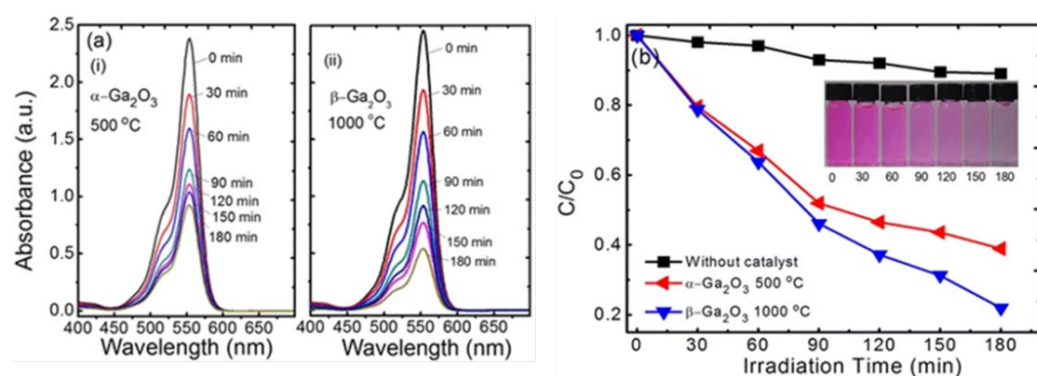 (a)
(i)
α-Ga₂O₃
500 °C
0 min
30 min
60 min
90 min
120 min
150 min
180 min
Absorbance (a.u.)
2.5
2.0
1.5
1.0
0.5
0.0
400 450 500 550 600 650
Wavelength (nm)
(ii)
β-Ga₂O₃
1000 °C
0 min
30 min
60 min
90 min
120 min
150 min
180 min
400 450 500 550 600 650
Wavelength (nm)
(b)
C/C₀
1.0
0.8
0.6
0.4
0.2
0 30 60 90 120 150 180
Without catalyst
α-Ga₂O₃ 500 °C
β-Ga₂O₃ 1000 °C
0 30 60 90 120 150 180
Irradiation Time (min)